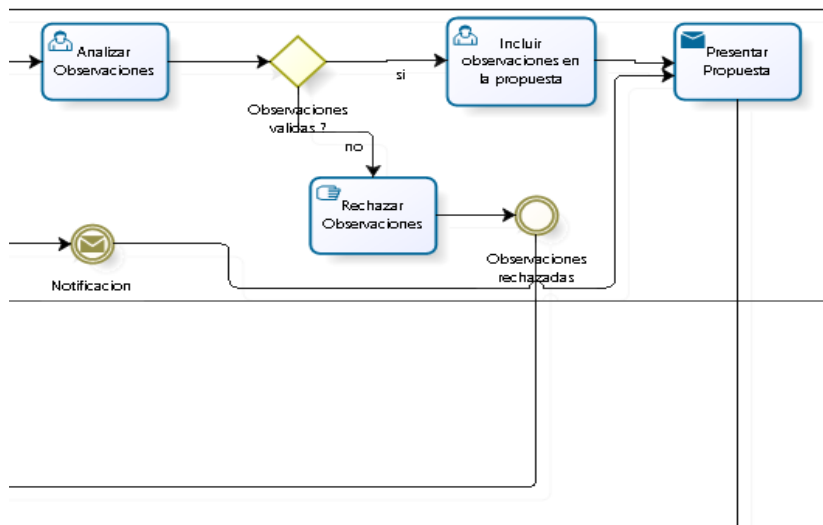 Analizar
Observaciones
Observaciones
validas ?
si
no
Incluir
observaciones en
la propuesta
Presentar
Propuesta
Rechazar
Observaciones
Observaciones
rechazadas
Notificacion